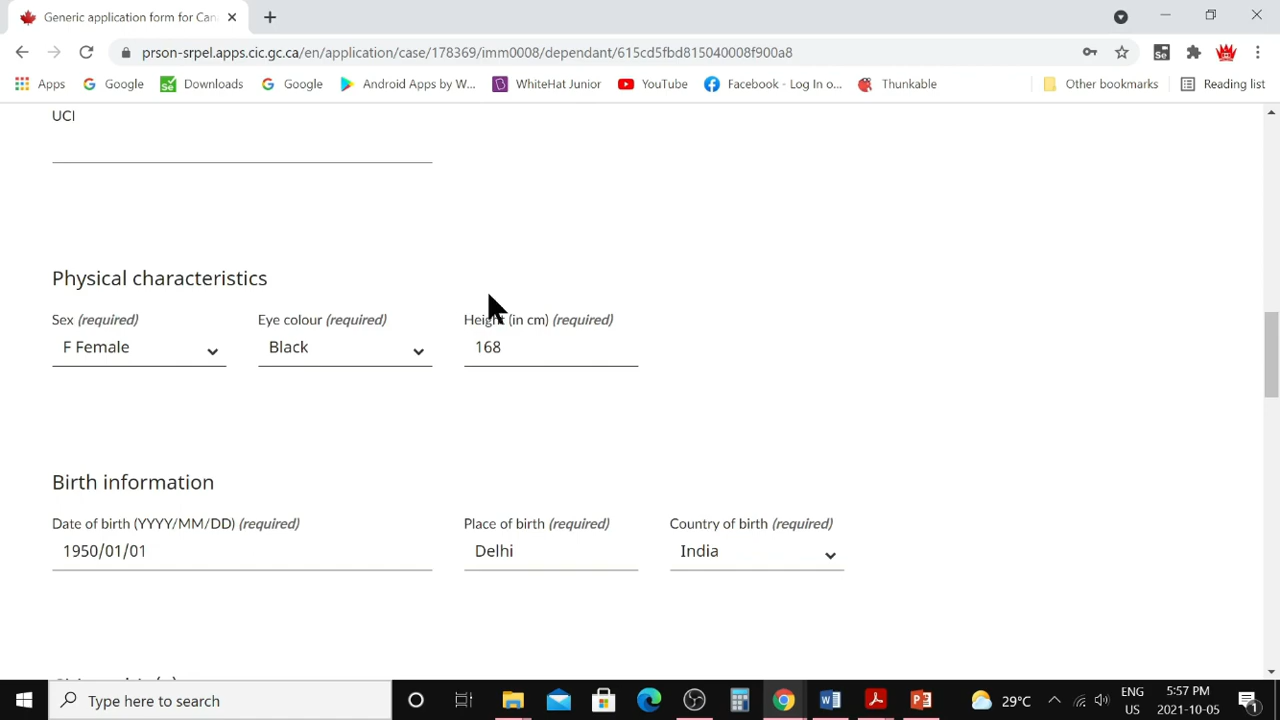 Generic application form for Can
prson-srpel.apps.cic.gc.ca/en/application/case/178369/imm0008/dependant/615cd5fbd815040008f900a8
Apps Google Downloads Google Android Apps by W... WhiteHat Junior YouTube Facebook - Log In o... Thunkable Other bookmarks Reading list
UCI
Physical characteristics
Sex (required) Eye colour (required) Height (in cm) (required)
F Female Black 168
Birth information
Date of birth (YYYY/MM/DD) (required) Place of birth (required) Country of birth (required)
1950/01/01 Delhi India
Type here to search 29°C ENG 5:57 PM
US 2021-10-05 1